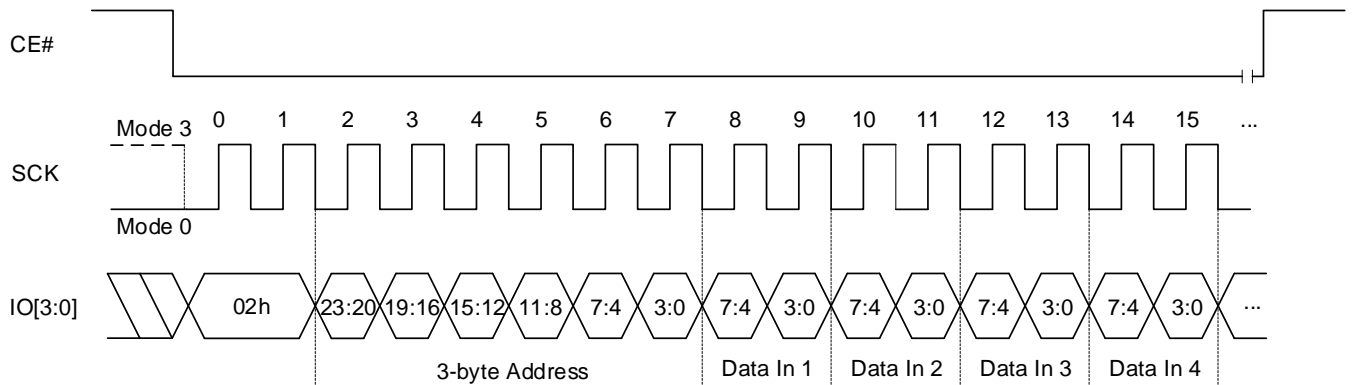 CE#
Mode 3 0 1 2 3 4 5 6 7 8 9 10 11 12 13 14 15 ...
SCK
Mode 0
IO[3:0] 02h 23:20 19:16 15:12 11:8 7:4 3:0 7:4 3:0 7:4 3:0 7:4 3:0 7:4 3:0 ...
3-byte Address Data In 1 Data In 2 Data In 3 Data In 4